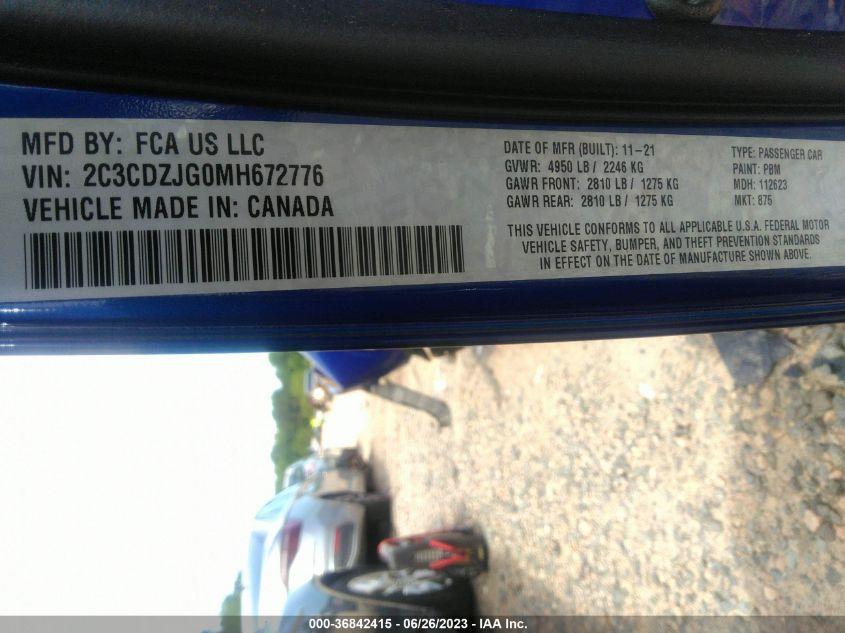 MFD BY: FCA US LLC
VIN: 2C3CDZJG0MH672776
VEHICLE MADE IN: CANADA
DATE OF MFR (BUILT): 11-21
GVWR: 4950 LB / 2246 KG
GAWR FRONT: 2810 LB / 1275 KG
GAWR REAR: 2810 LB / 1275 KG
TYPE: PASSENGER CAR
PAINT: PBM
MDH: 112623
MKT: 875
THIS VEHICLE CONFORMS TO ALL APPLICABLE U.S.A. FEDERAL MOTOR
VEHICLE SAFETY, BUMPER, AND THEFT PREVENTION STANDARDS
IN EFFECT ON THE DATE OF MANUFACTURE SHOWN ABOVE.
000-36842415 - 06/26/2023 - IAA Inc.